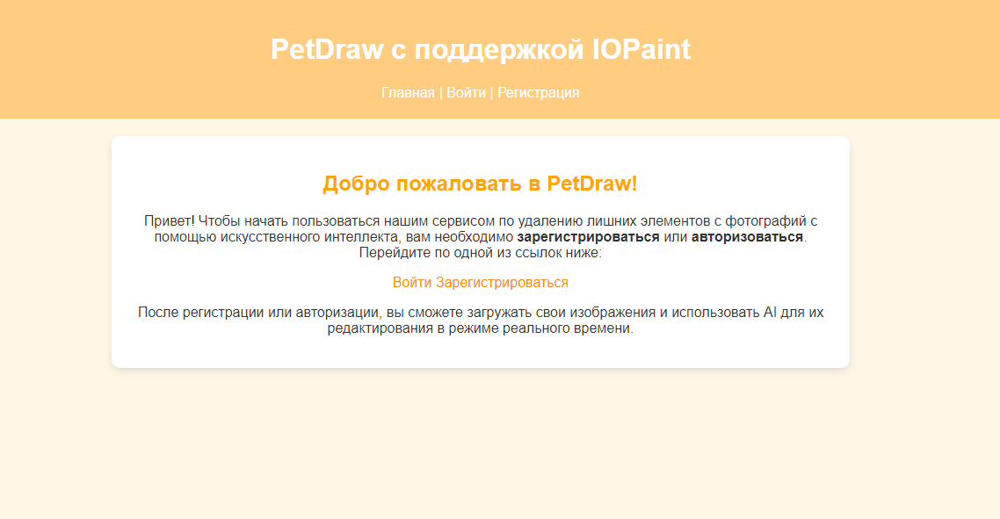 PetDraw с поддержкой IOPaint
Главная | Войти | Регистрация
Добро пожаловать в PetDraw!
Привет! Чтобы начать пользоваться нашим сервисом по удалению лишних элементов с фотографий с
помощью искусственного интеллекта, вам необходимо зарегистрироваться или авторизоваться.
Перейдите по одной из ссылок ниже:
Войти Зарегистрироваться
После регистрации или авторизации, вы сможете загружать свои изображения и использовать AI для их
редактирования в режиме реального времени.